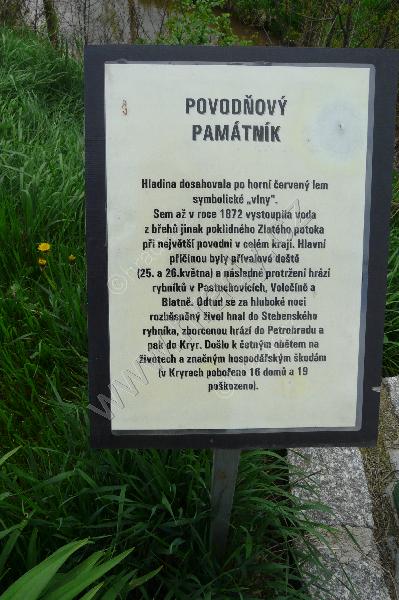 POVODŇOVÝ
PAMÁTNÍK
Hladina dosahovala po horní červený lem
symbolické „vlny".
Sem až v roce 1872 vystoupila voda
z břehů jinak poklidného Zlatého potoka
při největší povodni v celém kraji. Hlavní
příčinou byly přívalové deště
(25. a 26.května) a následné protržení hrází
rybníků v Pastuchovicích, Voločíně a
Blatně. Odtud se za hluboké noci
rozběsněný živel hnal do Stebenského
rybníka, zborcenou hrází do Petrohradu a
pak do Kryr. Došlo k četným obětem na
životech a značným hospodářským škodám
(v Kryrech pobořeno 16 domů a 19
poškozeno).